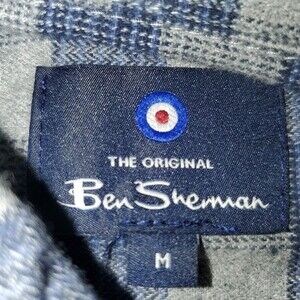 THE ORIGINAL
Ben Sherman
M